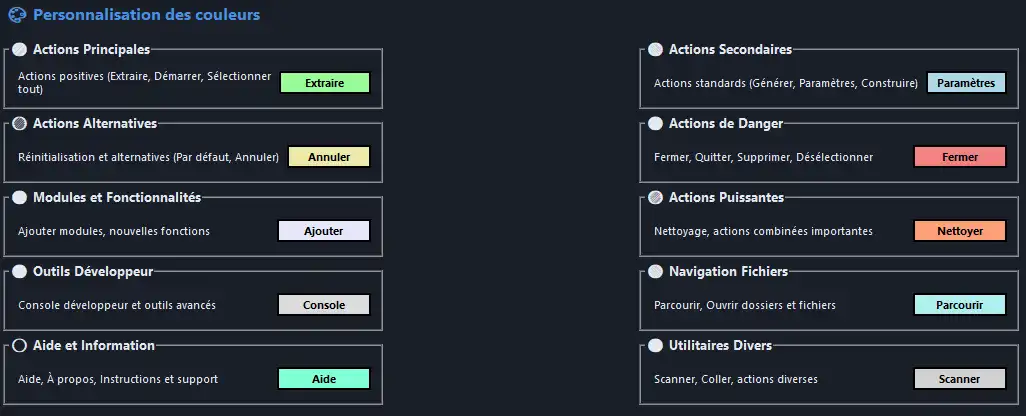 Personnalisation des couleurs
Actions Principales
Actions positives (Extraire, Démarrer, Sélectionner
tout)
Extraire
Actions Secondaires
Actions standards (Générer, Paramètres, Construire)
Paramètres
Actions Alternatives
Réinitialisation et alternatives (Par défaut, Annuler)
Annuler
Actions de Danger
Fermer, Quitter, Supprimer, Désélectionner
Fermer
Modules et Fonctionnalités
Ajouter modules, nouvelles fonctions
Ajouter
Actions Puissantes
Nettoyage, actions combinées importantes
Nettoyer
Outils Développeur
Console développeur et outils avancés
Console
Navigation Fichiers
Parcourir, Ouvrir dossiers et fichiers
Parcourir
Aide et Information
Aide, À propos, Instructions et support
Aide
Utilitaires Divers
Scanner, Coller, actions diverses
Scanner